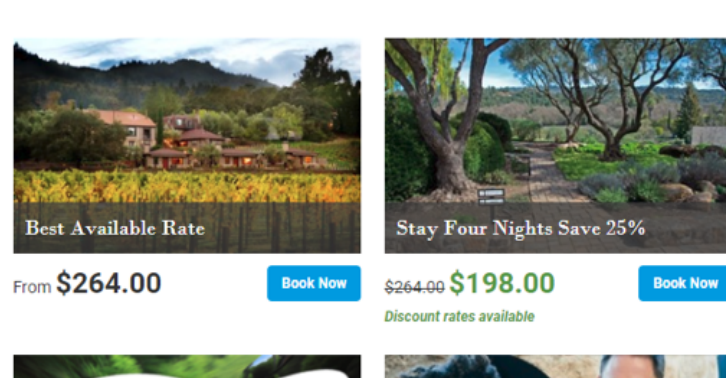 Best Available Rate
From $264.00
Book Now
Stay Four Nights Save 25%
$264.00 $198.00
Book Now
Discount rates available